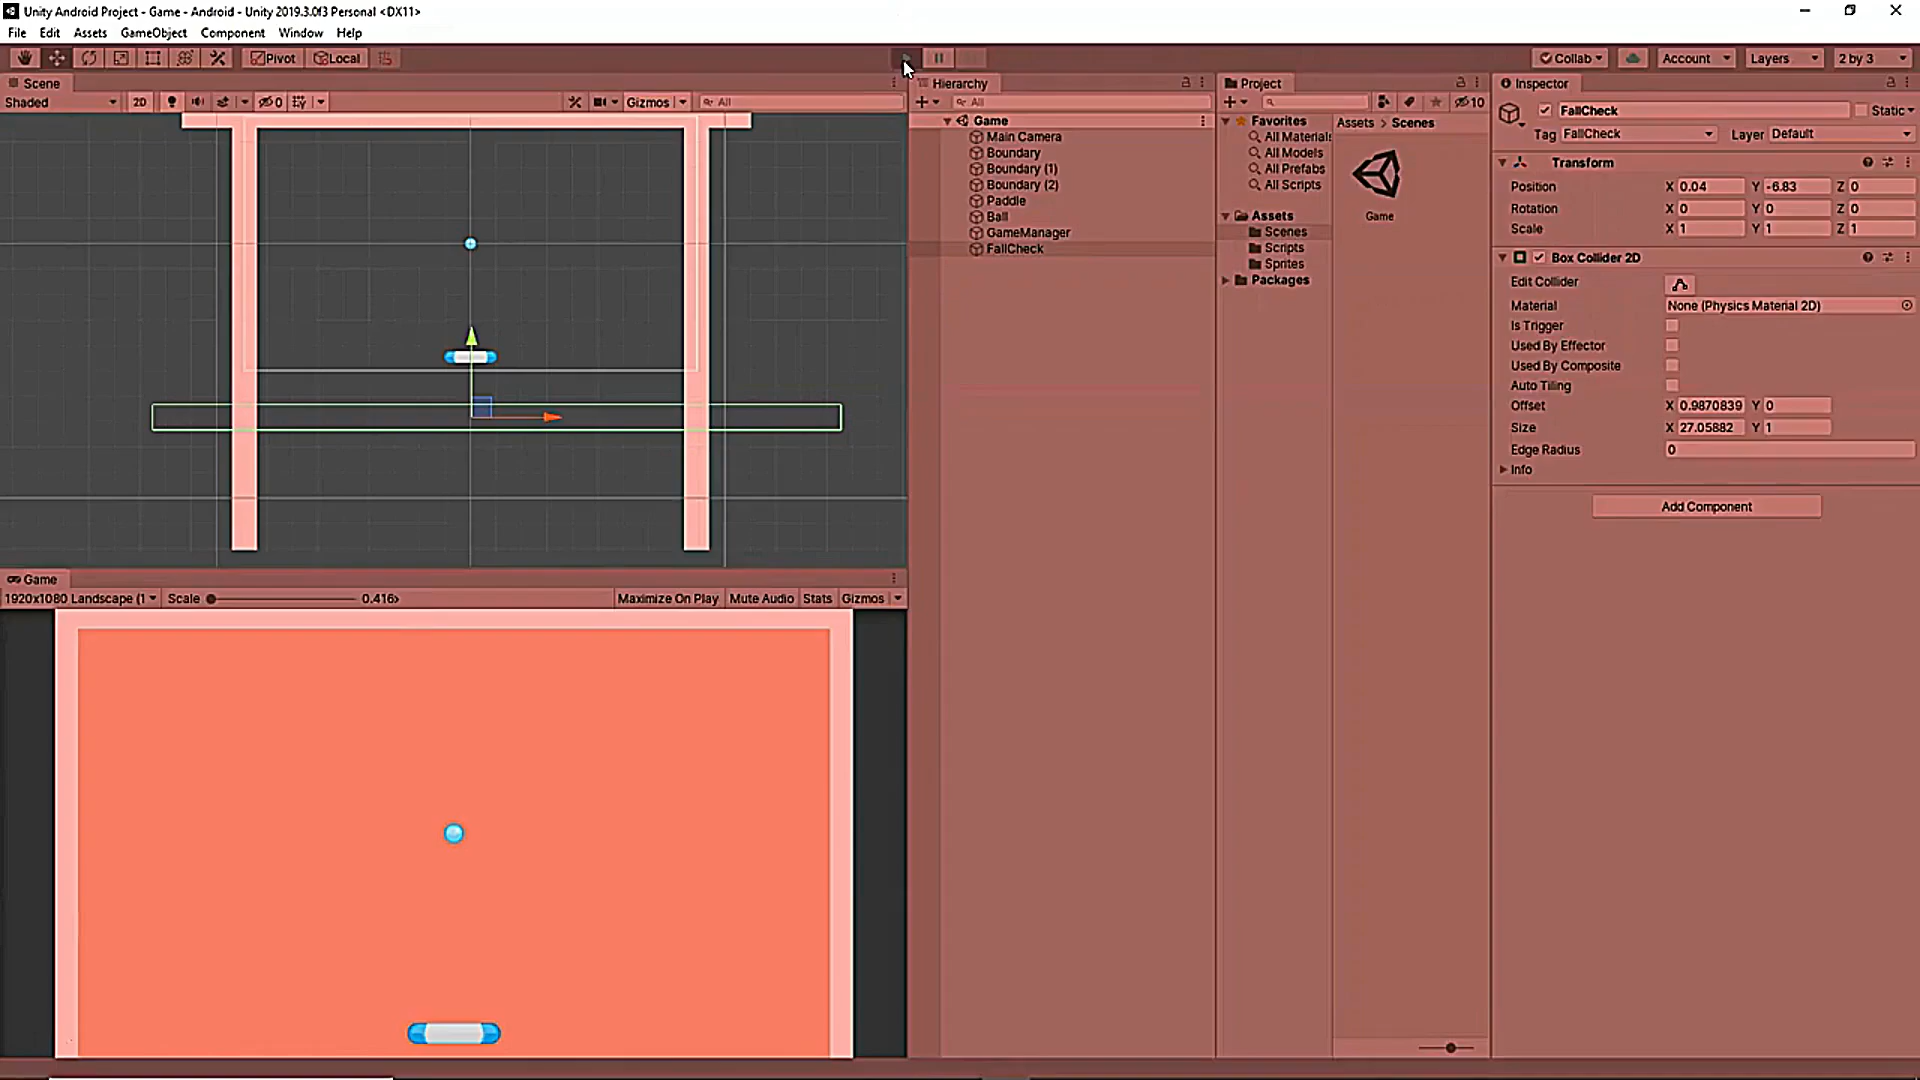 Unity Android Project - Game - Android - Unity 2019.3.0f3 Personal <DX11>
File Edit Assets GameObject Component Window Help
Pivot Local Collab Account Layers 2 by 3
Scene
Shaded 2D 0 Gizmos All
Hierarchy
All
Game
Main Camera
Boundary
Boundary (1)
Boundary (2)
Paddle
Ball
GameManager
FallCheck
Project
10
Favorites
All Materials
All Models
All Prefabs
All Scripts
Assets
Scenes
Scripts
Sprites
Packages
Assets > Scenes
Game
Inspector
FallCheck Static
Tag FallCheck Layer Default
Transform
Position X 0.04 Y -6.83 Z 0
Rotation X 0 Y 0 Z 0
Scale X 1 Y 1 Z 1
Box Collider 2D
Edit Collider
Material None (Physics Material 2D)
Is Trigger
Used By Effector
Used By Composite
Auto Tiling
Offset X 0.9870839 Y 0
Size X 27.05882 Y 1
Edge Radius 0
Info
Add Component
Game
1920x1080 Landscape (1 Scale 0.416x Maximize On Play Mute Audio Stats Gizmos